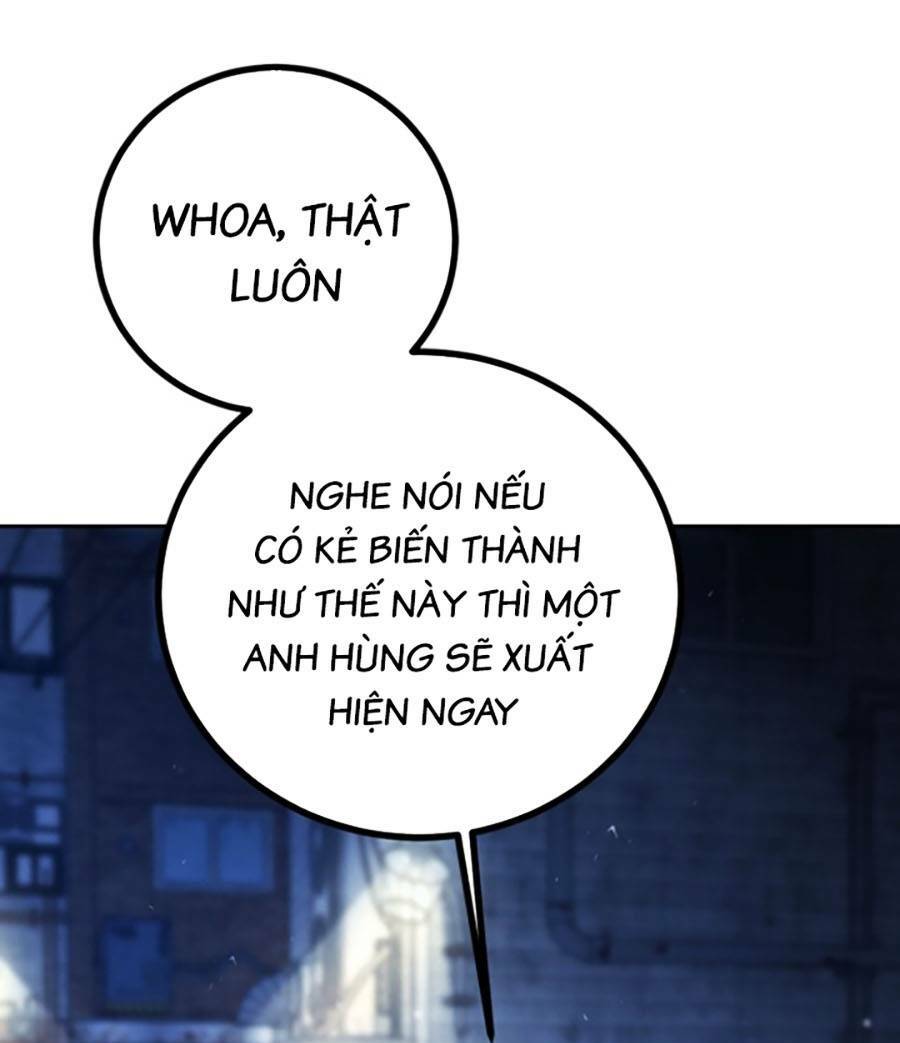 WHOA, THẬT
LUÔN
NGHE NÓI NẾU
CÓ KẺ BIẾN THÀNH
NHƯ THẾ NÀY THÌ MỘT
ANH HÙNG SẼ XUẤT
HIỆN NGAY